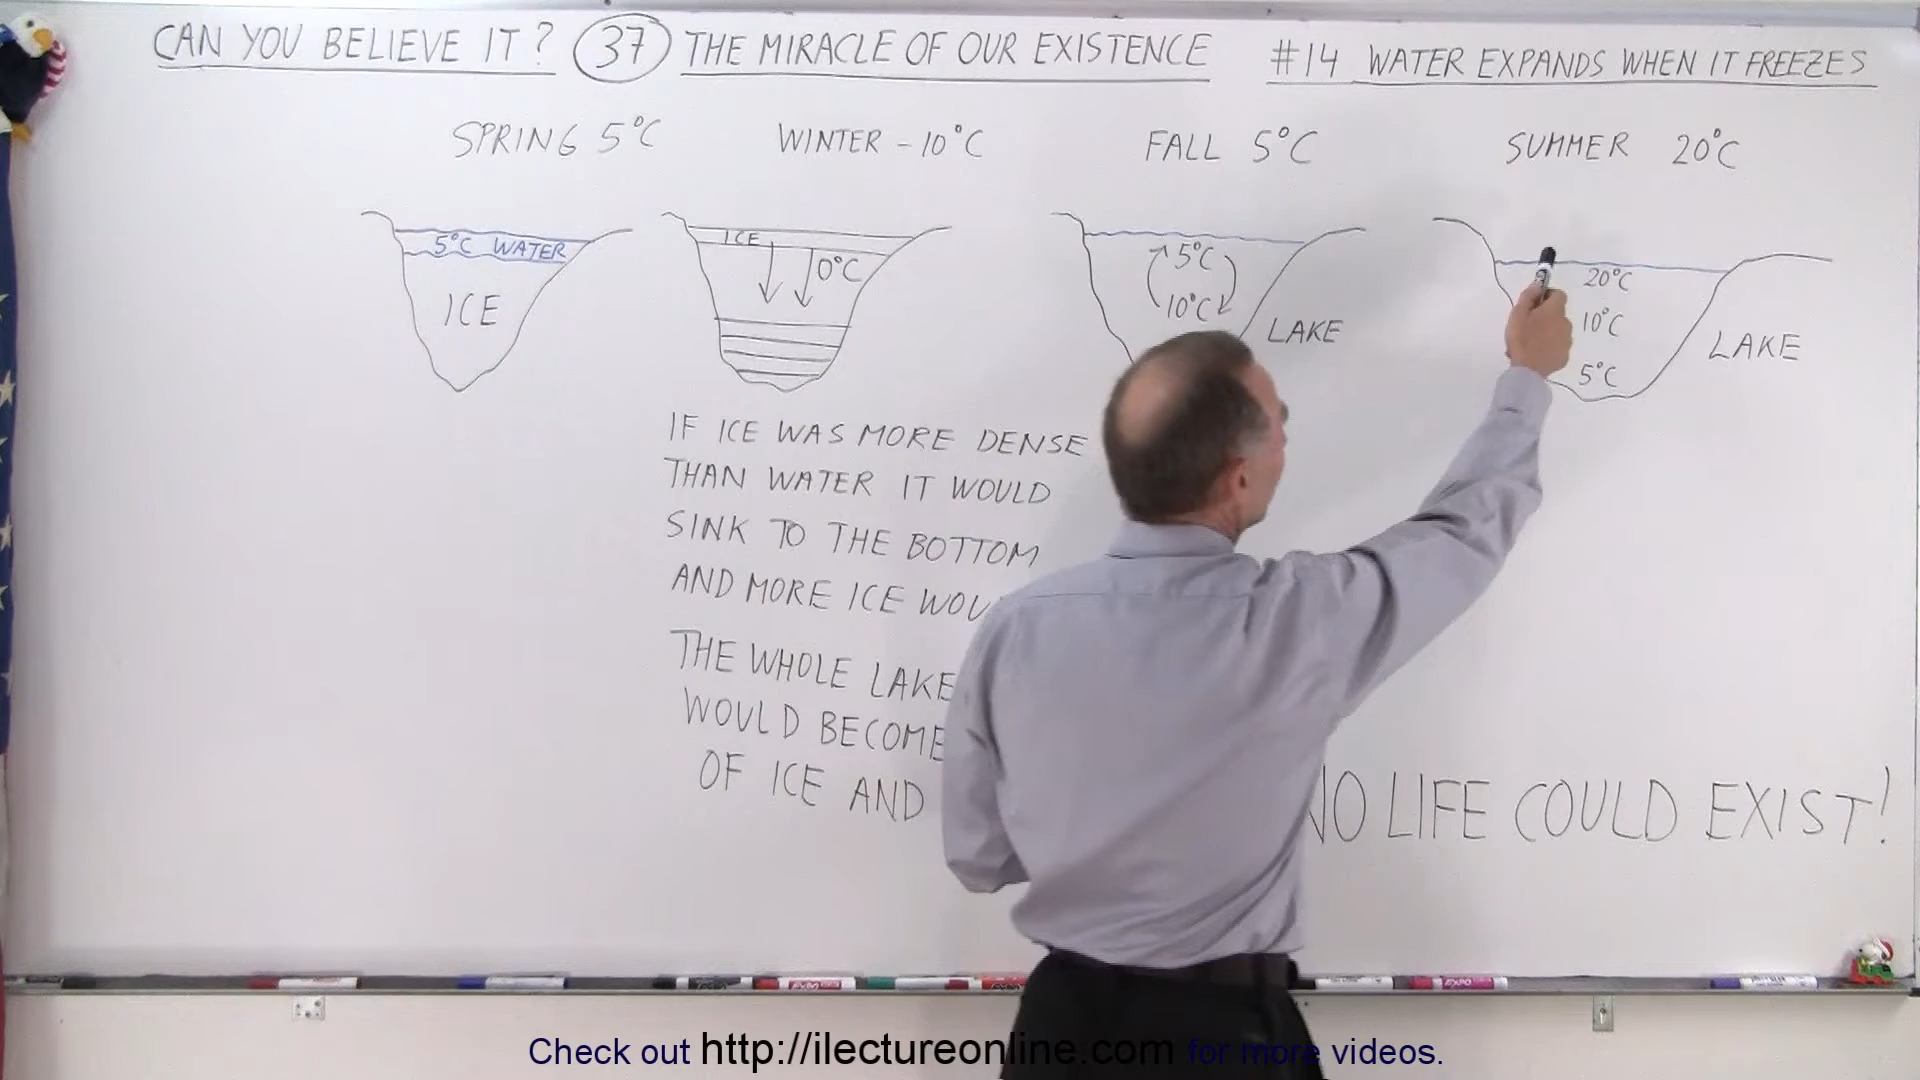 CAN YOU BELIEVE IT? 37 THE MIRACLE OF OUR EXISTENCE #14 WATER EXPANDS WHEN IT FREEZES
SPRING 5°C WINTER -10°C FALL 5°C SUMMER 20°C
5°C WATER
ICE
ICE
0°C
5°C
10°C
LAKE
20°C
10°C
5°C
LAKE
IF ICE WAS MORE DENSE
THAN WATER IT WOULD
SINK TO THE BOTTOM
AND MORE ICE WOU
THE WHOLE LAKE
WOULD BECOME
OF ICE AND
NO LIFE COULD EXIST!
EXPO
EXPO
Check out http://ilectureonline.com for more videos.